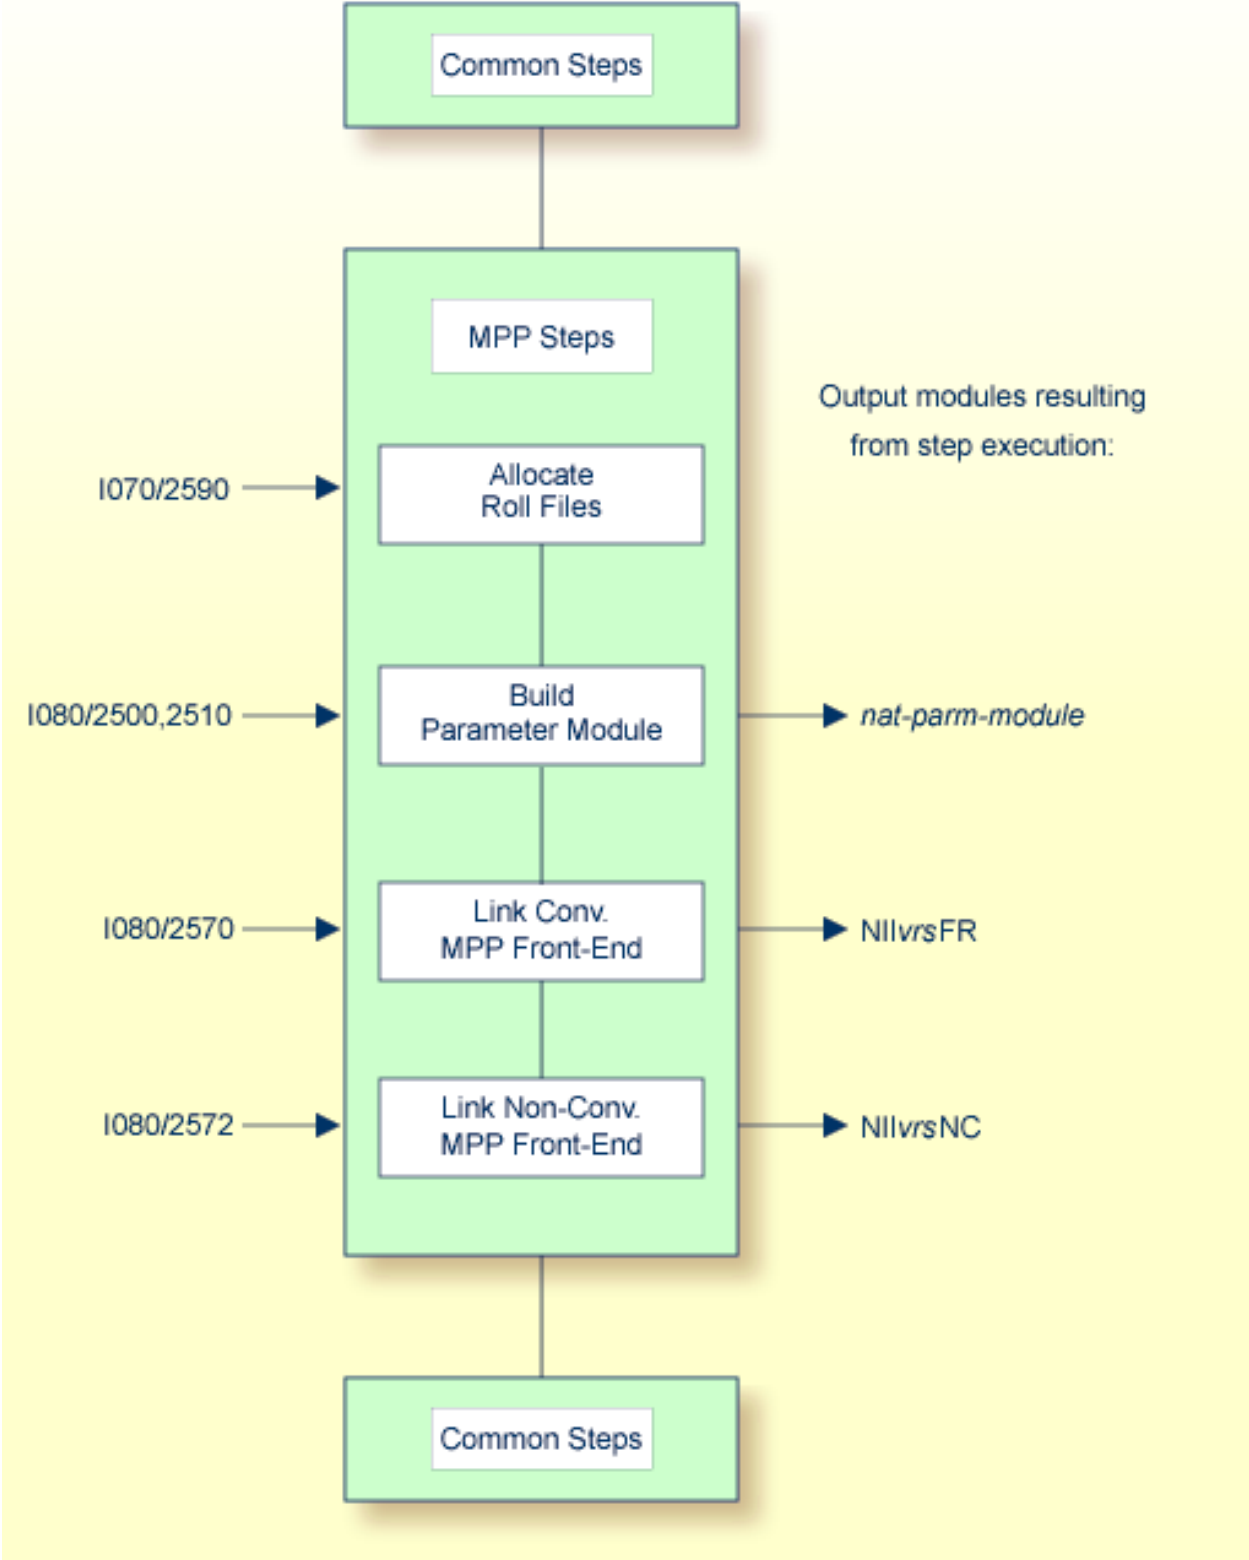 Common Steps
MPP Steps
Output modules resulting
from step execution:
I070/2590
Allocate
Roll Files
I080/2500,2510
Build
Parameter Module
nat-parm-module
I080/2570
Link Conv.
MPP Front-End
NIIvrsFR
I080/2572
Link Non-Conv.
MPP Front-End
NIIvrsNC
Common Steps